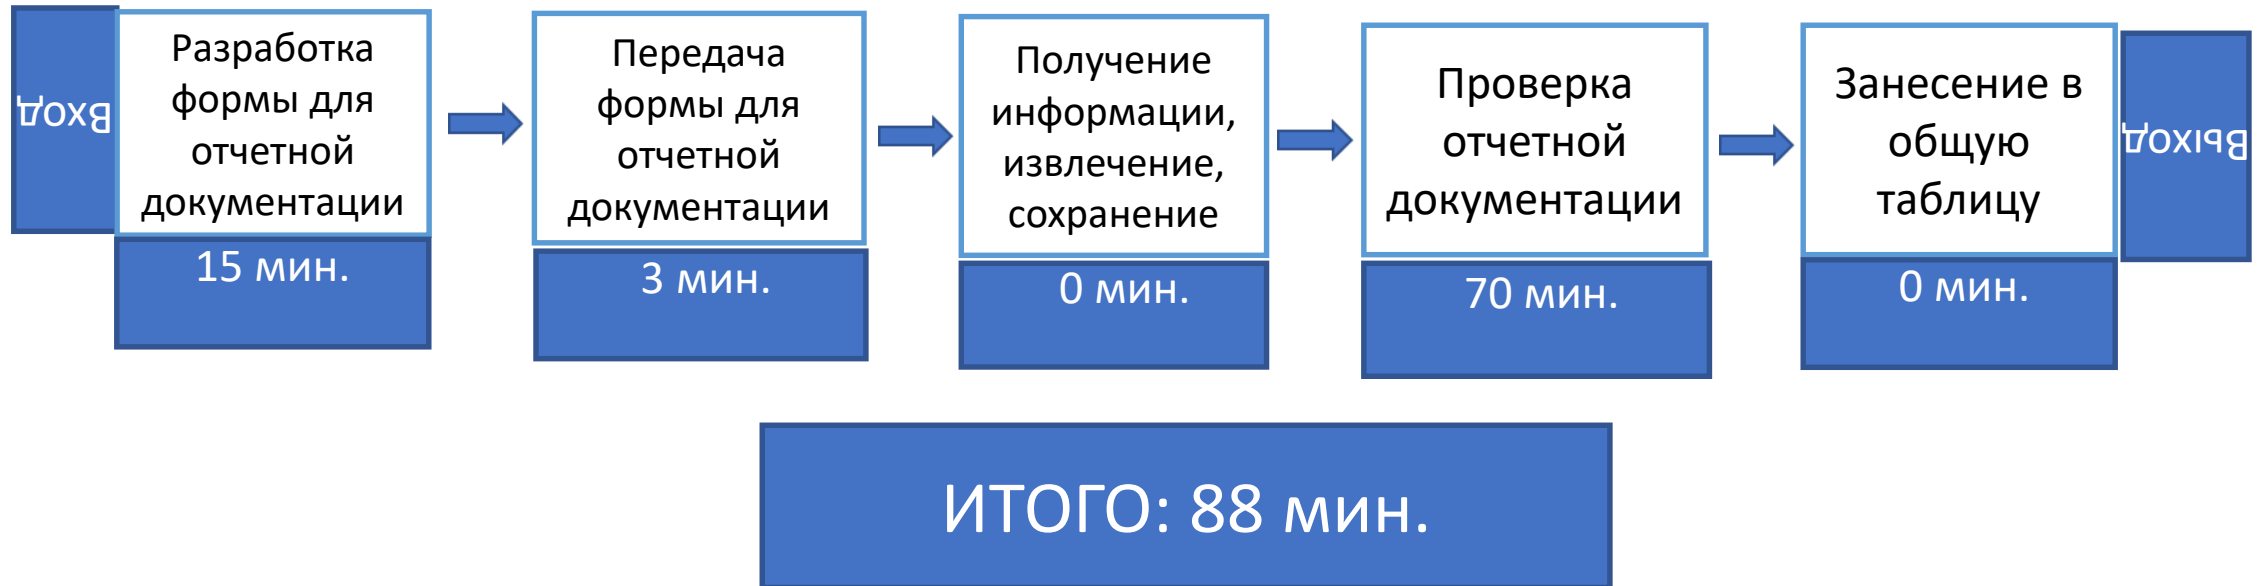 Вход
Разработка
формы для
отчетной
документации
15 мин.
Передача
формы для
отчетной
документации
3 мин.
Получение
информации,
извлечение,
сохранение
0 мин.
Проверка
отчетной
документации
70 мин.
Занесение в
общую
таблицу
0 мин.
Выход
ИТОГО: 88 мин.